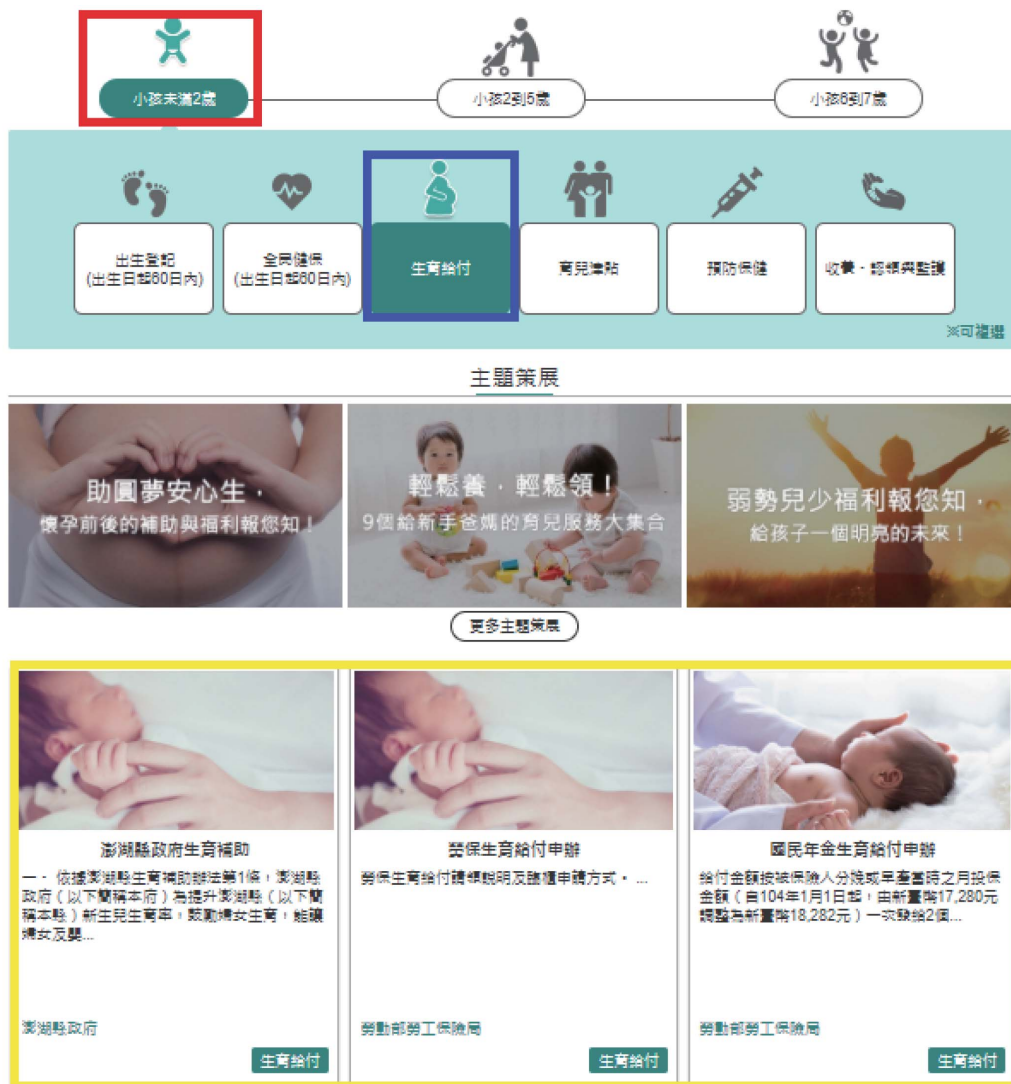 小孩未滿2歲
小孩2到5歲
小孩6到7歲
出生登記
(出生日起60日內)
全民健保
(出生日起60日內)
生育給付
育兒津貼
預防保健
收養、認領與監護
※可複選
主題策展
助圓夢安心生，
懷孕前後的補助與福利報您知！
輕鬆養，輕鬆領！
9個給新手爸媽的育兒服務大集合
弱勢兒少福利報您知，
給孩子一個明亮的未來！
更多主題策展
澎湖縣政府生育補助
一、 依據澎湖縣生育補助辦法第1條，澎湖縣
政府（以下簡稱本府）為提升澎湖縣（以下簡
稱本縣）新生兒生育率，鼓勵婦女生育，能讓
婦女及嬰...
澎湖縣政府
生育給付
勞保生育給付申辦
勞保生育給付請領說明及臨櫃申請方式。 ...
勞動部勞工保險局
生育給付
國民年金生育給付申辦
給付金額按被保險人分娩或早產當時之月投保
金額（自104年1月1日起，由新臺幣17,280元
調整為新臺幣18,282元）一次發給2個...
勞動部勞工保險局
生育給付